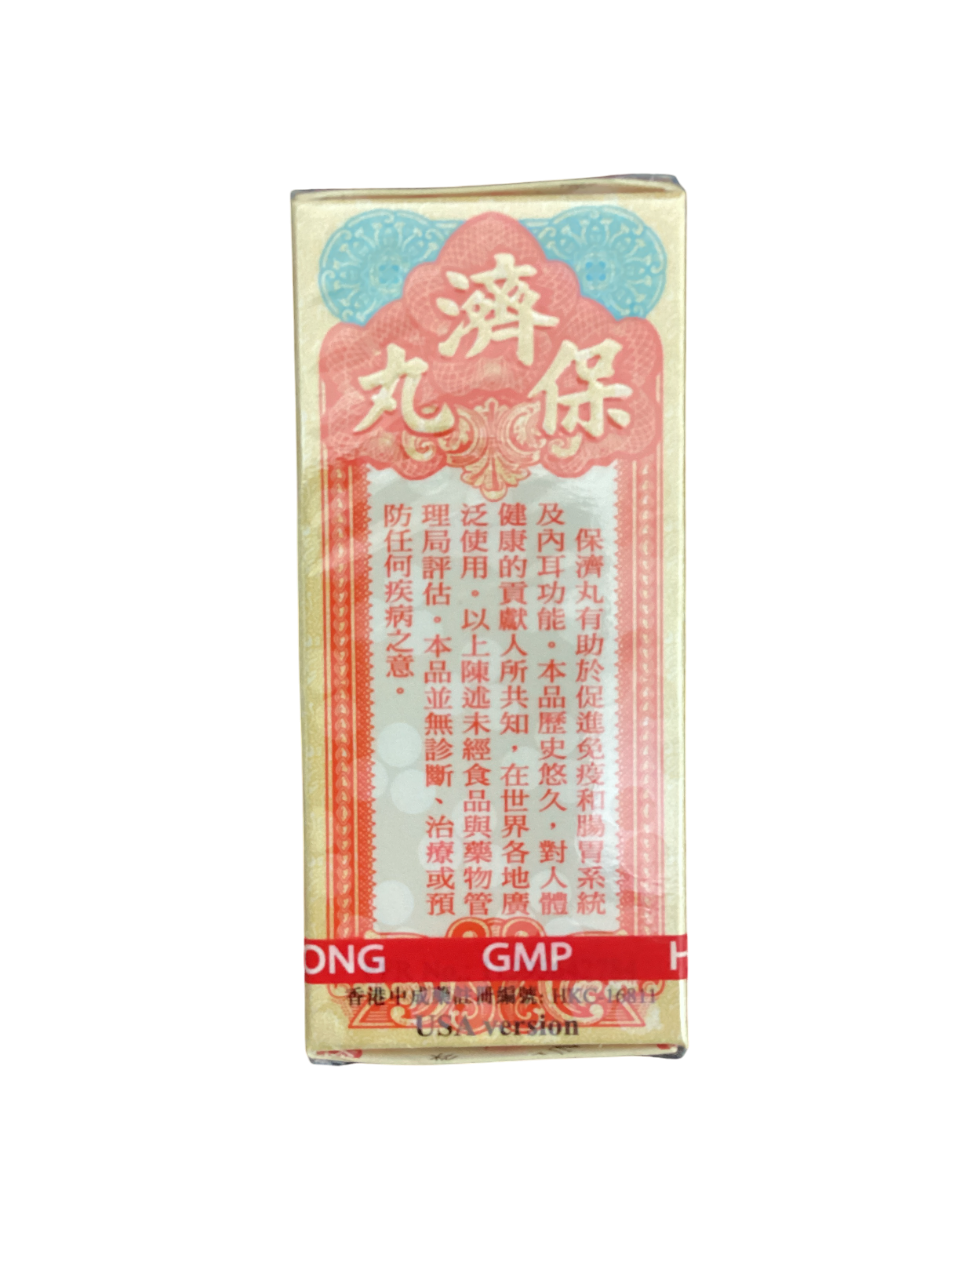 保濟丸
保濟丸有助於促進免疫和腸胃系統
及內耳功能。本品歷史悠久，對人體
健康的貢獻人所共知，在世界各地廣
泛使用。以上陳述未經食品與藥物管
理局評估。本品並無診斷、治療或預
防任何疾病之意。
ONG GMP H
香港中成藥註冊編號: HKC-16811
USA version